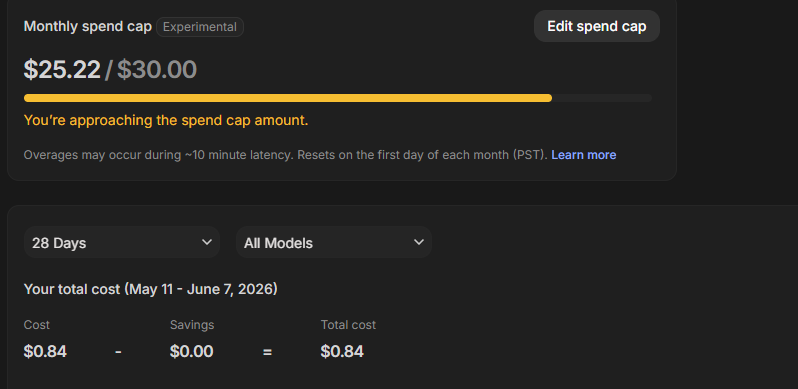 Monthly spend cap Experimental Edit spend cap
$25.22 / $30.00
You're approaching the spend cap amount.
Overages may occur during ~10 minute latency. Resets on the first day of each month (PST). Learn more
28 Days All Models
Your total cost (May 11 - June 7, 2026)
Cost Savings Total cost
$0.84 - $0.00 = $0.84